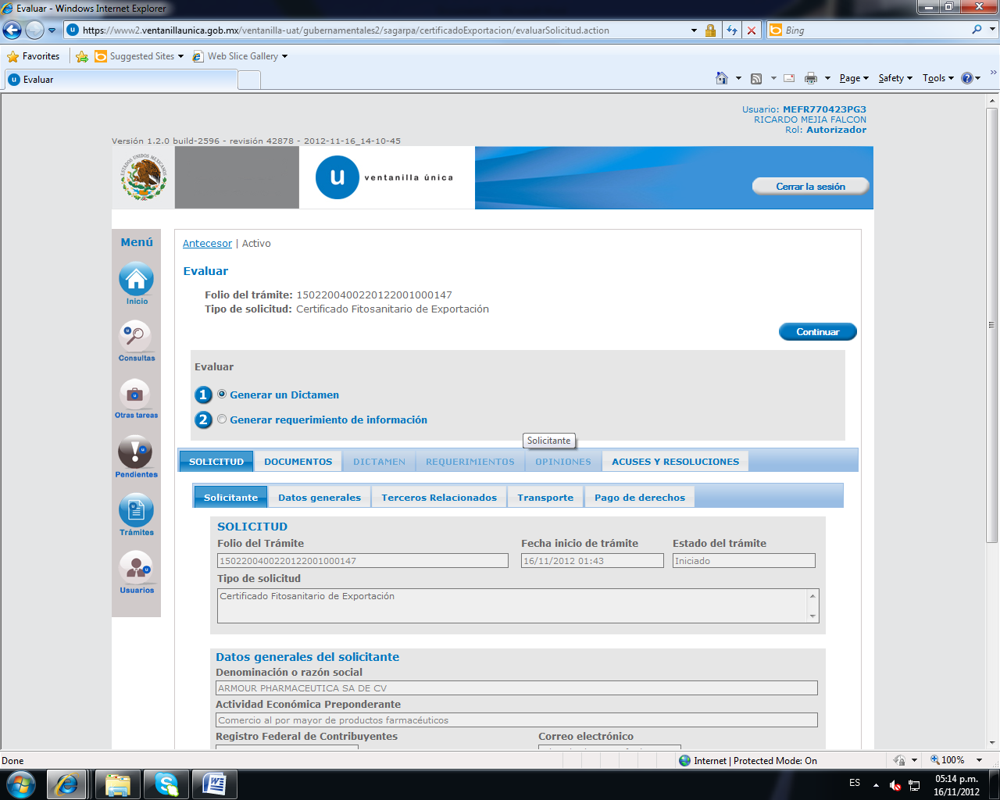 Evaluar - Windows Internet Explorer
https://www2.ventanillaunica.gob.mx/ventanilla-uat/gubernamentales2/sagarpa/certificadoExportacion/evaluarSolicitud.action
Bing
Favorites
Suggested Sites
Web Slice Gallery
Evaluar
Page
Safety
Tools
Usuario: MEFR770423PG3
RICARDO MEJIA FALCON
Rol: Autorizador
Versión 1.2.0 build-2596 - revisión 42878 - 2012-11-16_14-10-45
ESTADOS UNIDOS MEXICANOS
u
ventanilla única
Cerrar la sesión
Menú
Inicio
Consultas
Otras tareas
Pendientes
Trámites
Usuarios
Antecesor | Activo
Evaluar
Folio del trámite: 1502200400220122001000147
Tipo de solicitud: Certificado Fitosanitario de Exportación
Continuar
Evaluar
1 Generar un Dictamen
2 Generar requerimiento de información
Solicitante
SOLICITUD DOCUMENTOS DICTAMEN REQUERIMIENTOS OPINIONES ACUSES Y RESOLUCIONES
Solicitante Datos generales Terceros Relacionados Transporte Pago de derechos
SOLICITUD
Folio del Trámite Fecha inicio de trámite Estado del trámite
1502200400220122001000147 16/11/2012 01:43 Iniciado
Tipo de solicitud
Certificado Fitosanitario de Exportación
Datos generales del solicitante
Denominación o razón social
ARMOUR PHARMACEUTICA SA DE CV
Actividad Económica Preponderante
Comercio al por mayor de productos farmacéuticos
Registro Federal de Contribuyentes Correo electrónico
Done
Internet | Protected Mode: On
100%
ES
05:14 p.m.
16/11/2012